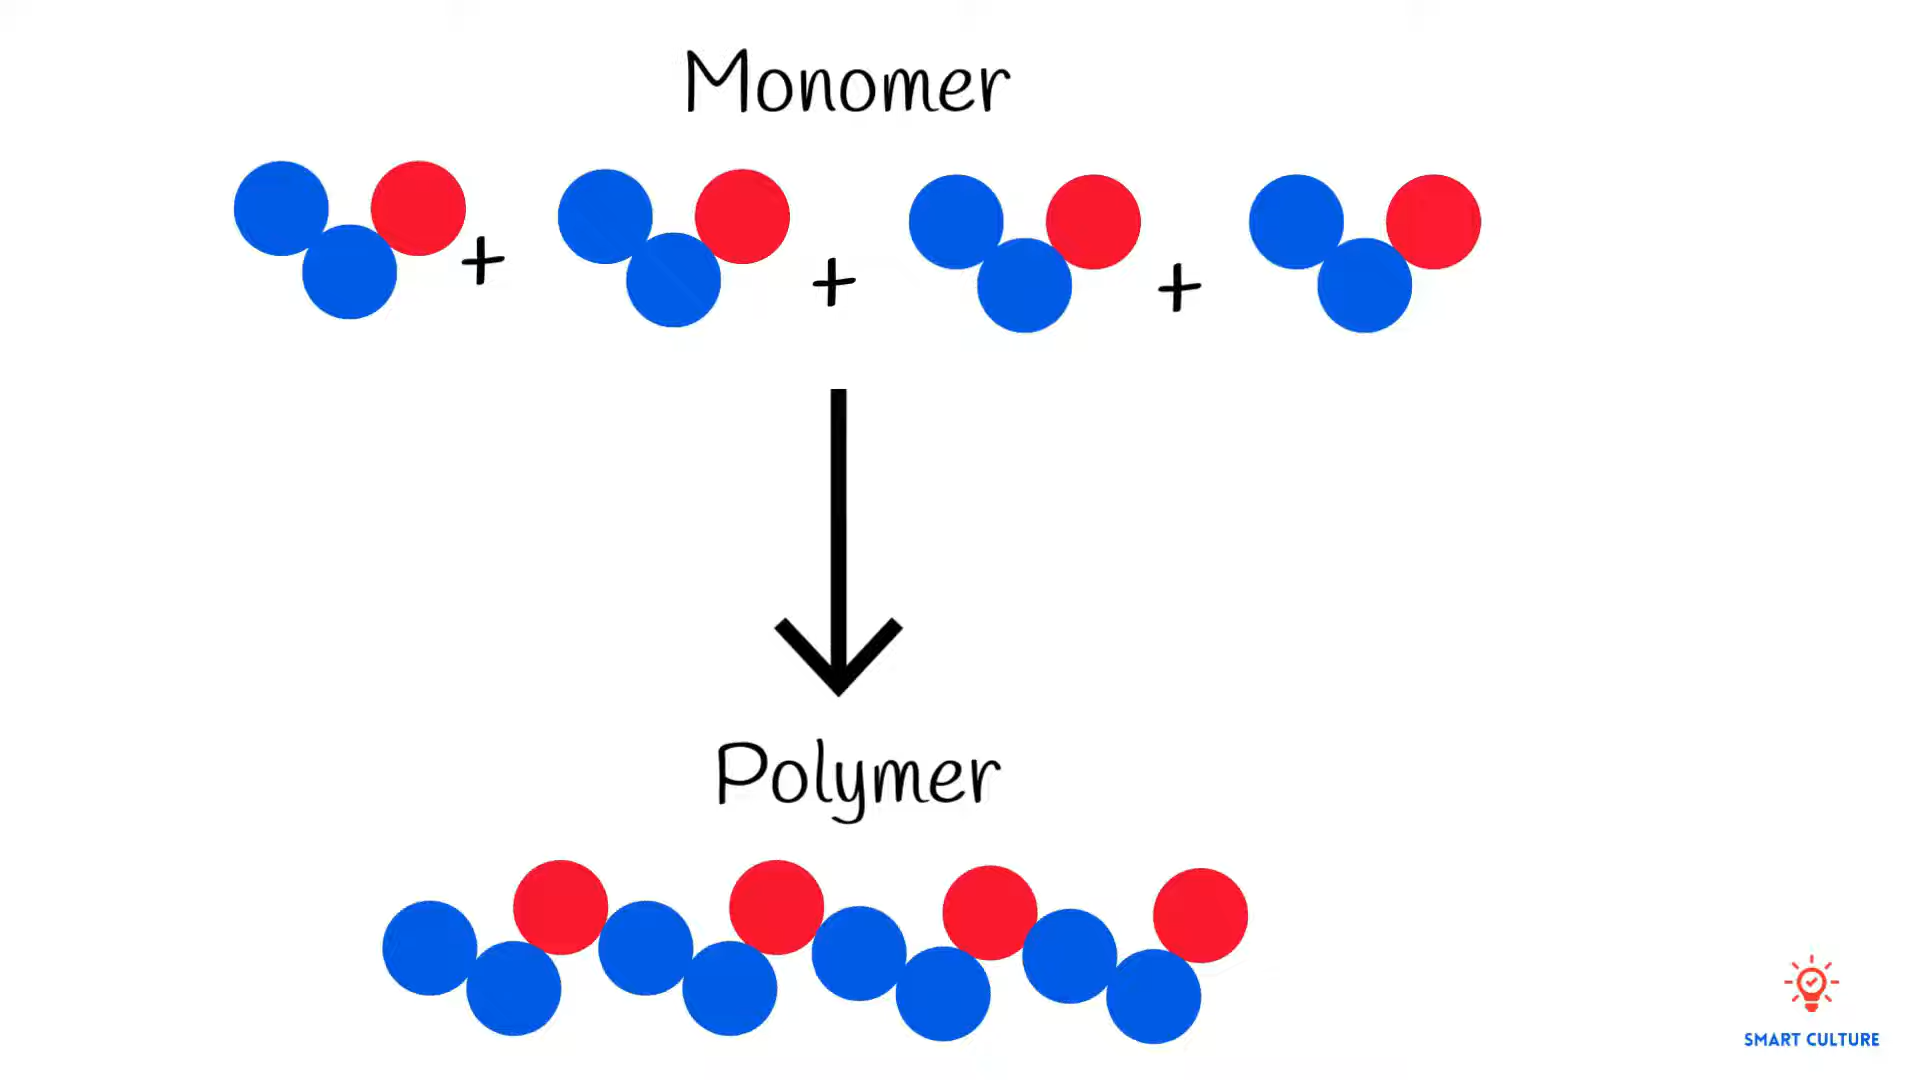 Monomer
+ + +
Polymer
SMART CULTURE